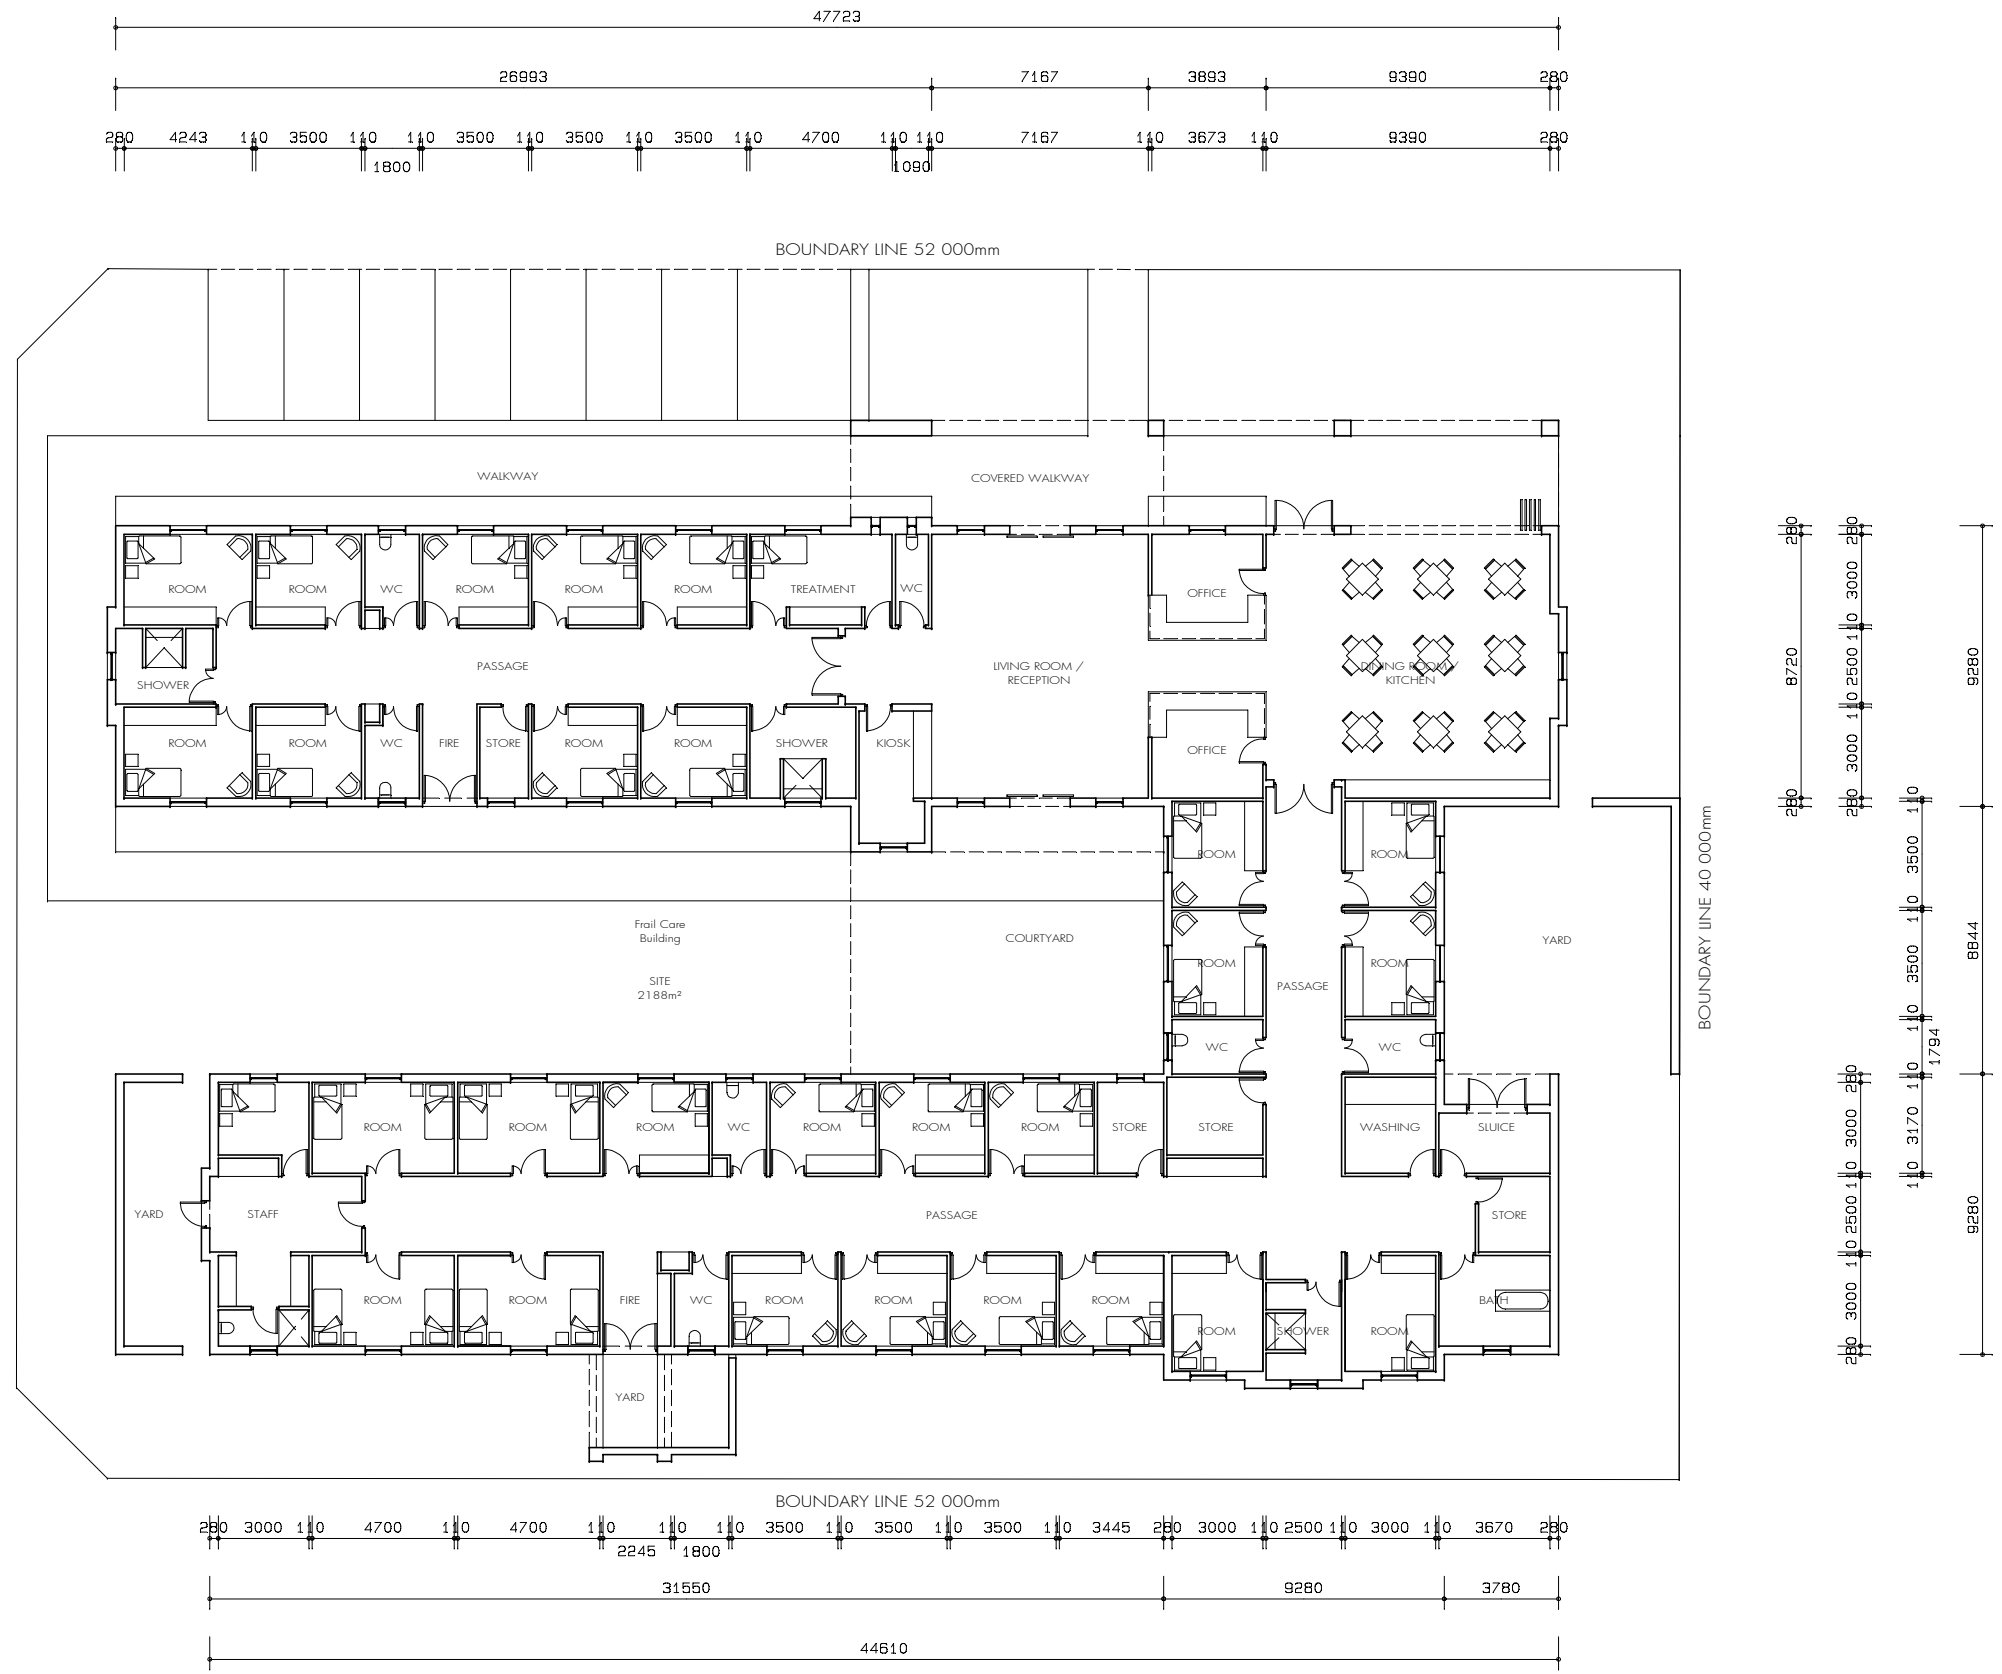 47723
26993 7167 3893 9390 280
280 4243 110 3500 110 110 3500 110 3500 110 3500 110 4700 110 110 7167 110 3673 110 9390 280
1800 1090
BOUNDARY LINE 52 000mm
WALKWAY
COVERED WALKWAY
ROOM ROOM WC ROOM ROOM ROOM TREATMENT WC
OFFICE
SHOWER
PASSAGE
LIVING ROOM /
RECEPTION
DINING ROOM /
KITCHEN
ROOM ROOM WC FIRE STORE ROOM ROOM SHOWER KIOSK
OFFICE
ROOM ROOM
Frail Care
Building
COURTYARD
YARD
ROOM ROOM
SITE
2188m²
PASSAGE
WC WC
ROOM ROOM ROOM WC ROOM ROOM ROOM STORE STORE WASHING SLUICE
YARD
STAFF
PASSAGE
STORE
ROOM ROOM FIRE WC ROOM ROOM ROOM ROOM BATH
ROOM SHOWER ROOM
YARD
BOUNDARY LINE 52 000mm
280 3000 110 4700 110 4700 110 110 110 3500 110 3500 110 3500 110 3445 280 3000 110 2500 110 3000 110 3670 280
2245 1800
31550 9280 3780
44610
BOUNDARY LINE 40 000mm
280 8720 280
280 3000 110 2500 110 3000 280
280 3000 110 2500 110 3000 280
110 3500 110 3500 110 1794 110 3170 110
9280 8844 9280